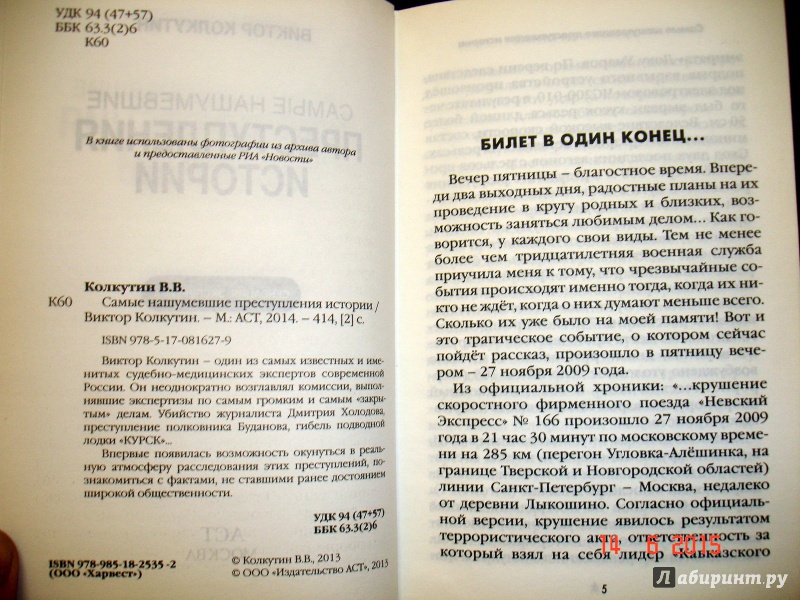 УДК 94 (47+57)
ББК 63.3(2)6
К60
В книге использованы фотографии из архива автора
и предоставленные РИА «Новости»
Колкутин В.В.
К60 Самые нашумевшие преступления истории /
Виктор Колкутин. – М.: АСТ, 2014. – 414, [2] с.
ISBN 978-5-17-081627-9
Виктор Колкутин – один из самых известных и име-
нитых судебно-медицинских экспертов современной
России. Он неоднократно возглавлял комиссии, выпол-
нявшие экспертизы по самым громким и самым «закры-
тым» делам. Убийство журналиста Дмитрия Холодова,
преступление полковника Буданова, гибель подводной
лодки «КУРСК»...
Впервые появилась возможность окунуться в реаль-
ную атмосферу расследования этих преступлений, по-
знакомиться с фактами, не ставшими ранее достоянием
широкой общественности.
УДК 94 (47+57)
ББК 63.3(2)6
ISBN 978-985-18-2535-2
(ООО «Харвест»)
© Колкутин В.В., 2013
© ООО «Издательство АСТ», 2013
БИЛЕТ В ОДИН КОНЕЦ...
Вечер пятницы – благостное время. Впере-
ди два выходных дня, радостные планы на их
проведение в кругу родных и близких, воз-
можность заняться любимым делом... Как го-
ворится, у каждого свои виды. Тем не менее
более чем тридцатилетняя военная служба
приучила меня к тому, что чрезвычайные со-
бытия происходят именно тогда, когда их ни-
кто не ждёт, когда о них думают меньше всего.
Сколько их уже было на моей памяти! Вот и
это трагическое событие, о котором сейчас
пойдёт рассказ, произошло в пятницу вече-
ром – 27 ноября 2009 года.
Из официальной хроники: «...крушение
скоростного фирменного поезда «Невский
Экспресс» № 166 произошло 27 ноября 2009
года в 21 час 30 минут по московскому време-
ни на 285 км (перегон Угловка-Алёшинка, на
границе Тверской и Новгородской областей)
линии Санкт-Петербург – Москва, недалеко
от деревни Лыкошино. Согласно официаль-
ной версии, крушение явилось результатом
террористического акта, ответственность за
который взял на себя лидер «Кавказского
14 6 2015
5
Лабиринт.ру